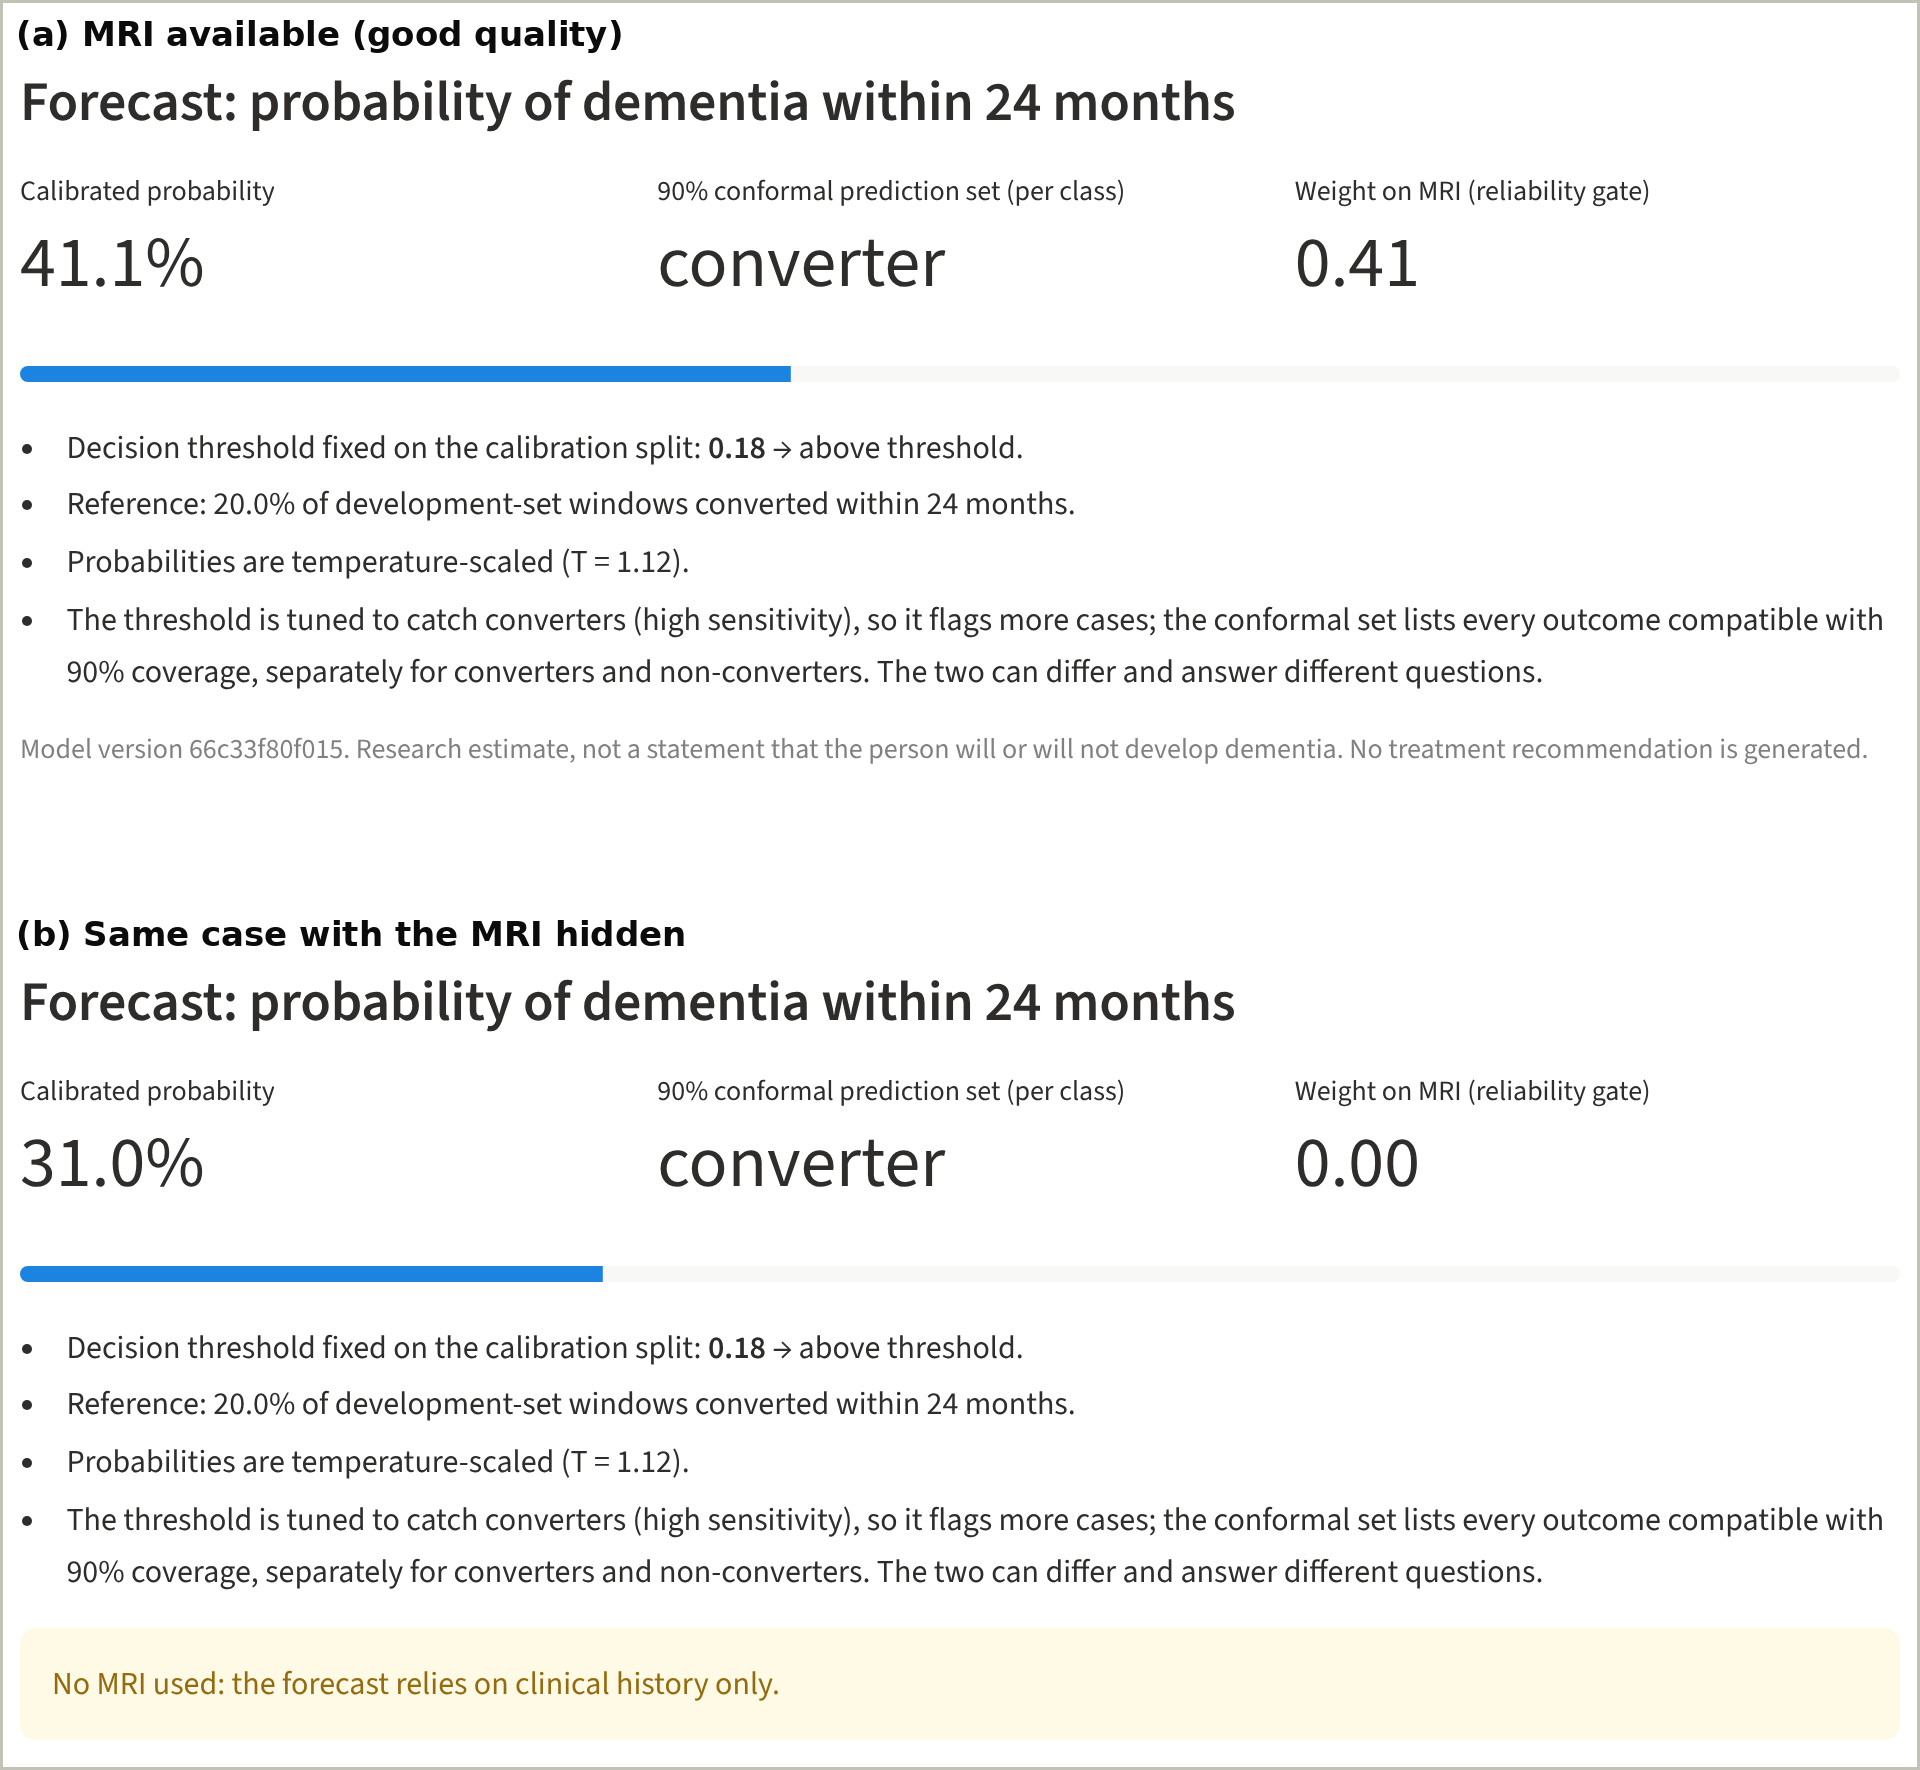 (a) MRI available (good quality)
Forecast: probability of dementia within 24 months
Calibrated probability
90% conformal prediction set (per class)
Weight on MRI (reliability gate)
41.1%
converter
0.41
• Decision threshold fixed on the calibration split: 0.18 → above threshold.
• Reference: 20.0% of development-set windows converted within 24 months.
• Probabilities are temperature-scaled (T = 1.12).
• The threshold is tuned to catch converters (high sensitivity), so it flags more cases; the conformal set lists every outcome compatible with
90% coverage, separately for converters and non-converters. The two can differ and answer different questions.
Model version 66c33f80f015. Research estimate, not a statement that the person will or will not develop dementia. No treatment recommendation is generated.
(b) Same case with the MRI hidden
Forecast: probability of dementia within 24 months
Calibrated probability
90% conformal prediction set (per class)
Weight on MRI (reliability gate)
31.0%
converter
0.00
• Decision threshold fixed on the calibration split: 0.18 → above threshold.
• Reference: 20.0% of development-set windows converted within 24 months.
• Probabilities are temperature-scaled (T = 1.12).
• The threshold is tuned to catch converters (high sensitivity), so it flags more cases; the conformal set lists every outcome compatible with
90% coverage, separately for converters and non-converters. The two can differ and answer different questions.
No MRI used: the forecast relies on clinical history only.